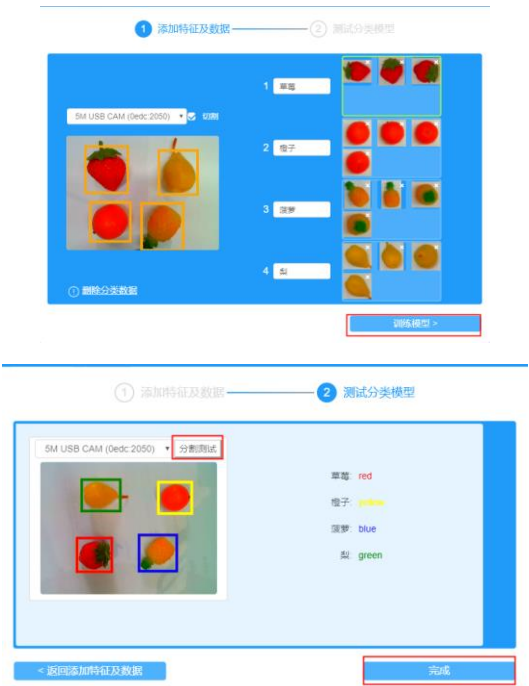 1 添加特征及数据
2 测试分类模型
5M USB CAM (0edc:2050) 切割
1 草莓
2 橙子
3 菠萝
4 梨
删除分类数据
训练模型 >
1 添加特征及数据
2 测试分类模型
5M USB CAM (0edc:2050) 分割测试
草莓: red
橙子: yellow
菠萝: blue
梨: green
< 返回添加特征及数据
完成